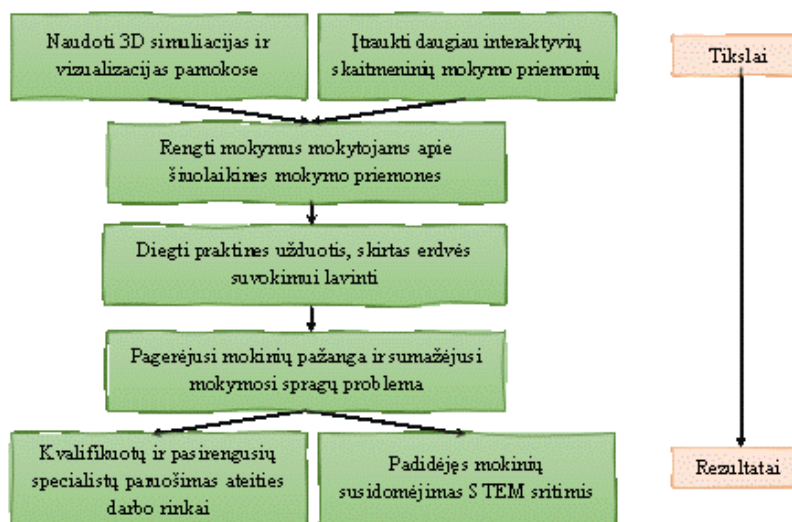 Naudoti 3D simuliacijas ir
vizualizacijas pamokose
Įtraukti daugiau interaktyvių
skaitmeninių mokymo priemonių
Tikslai
Rengti mokymus mokytojams apie
šiuolaikines mokymo priemones
Diegti praktines užduotis, skirtas erdvės
suvokimui lavinti
Pagerėjusi mokinių pažanga ir sumažėjusi
mokymosi spragų problema
Kvalifikuotų ir pasirengusių
specialistų paruošimas ateities
darbo rinkai
Padidėjęs mokinių
susidomėjimas STEM sritimis
Rezultatai